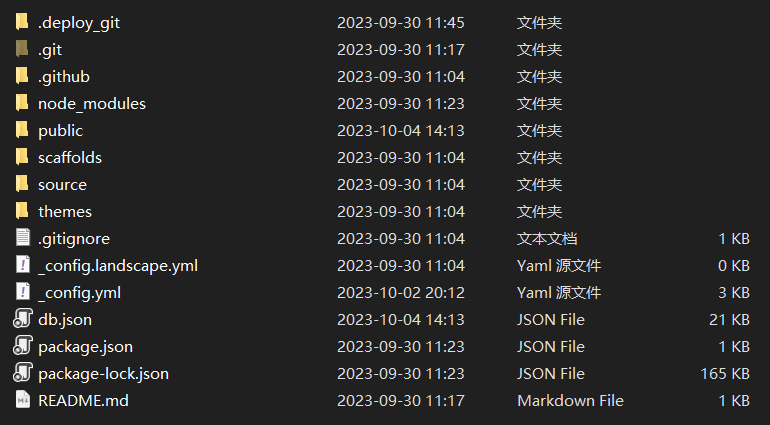 .deploy_git 2023-09-30 11:45 文件夹
.git 2023-09-30 11:17 文件夹
.github 2023-09-30 11:04 文件夹
node_modules 2023-09-30 11:23 文件夹
public 2023-10-04 14:13 文件夹
scaffolds 2023-09-30 11:04 文件夹
source 2023-09-30 11:04 文件夹
themes 2023-09-30 11:04 文件夹
.gitignore 2023-09-30 11:04 文本文档 1 KB
_config.landscape.yml 2023-09-30 11:04 Yaml 源文件 0 KB
_config.yml 2023-10-02 20:12 Yaml 源文件 3 KB
db.json 2023-10-04 14:13 JSON File 21 KB
package.json 2023-09-30 11:23 JSON File 1 KB
package-lock.json 2023-09-30 11:23 JSON File 165 KB
README.md 2023-09-30 11:17 Markdown File 1 KB